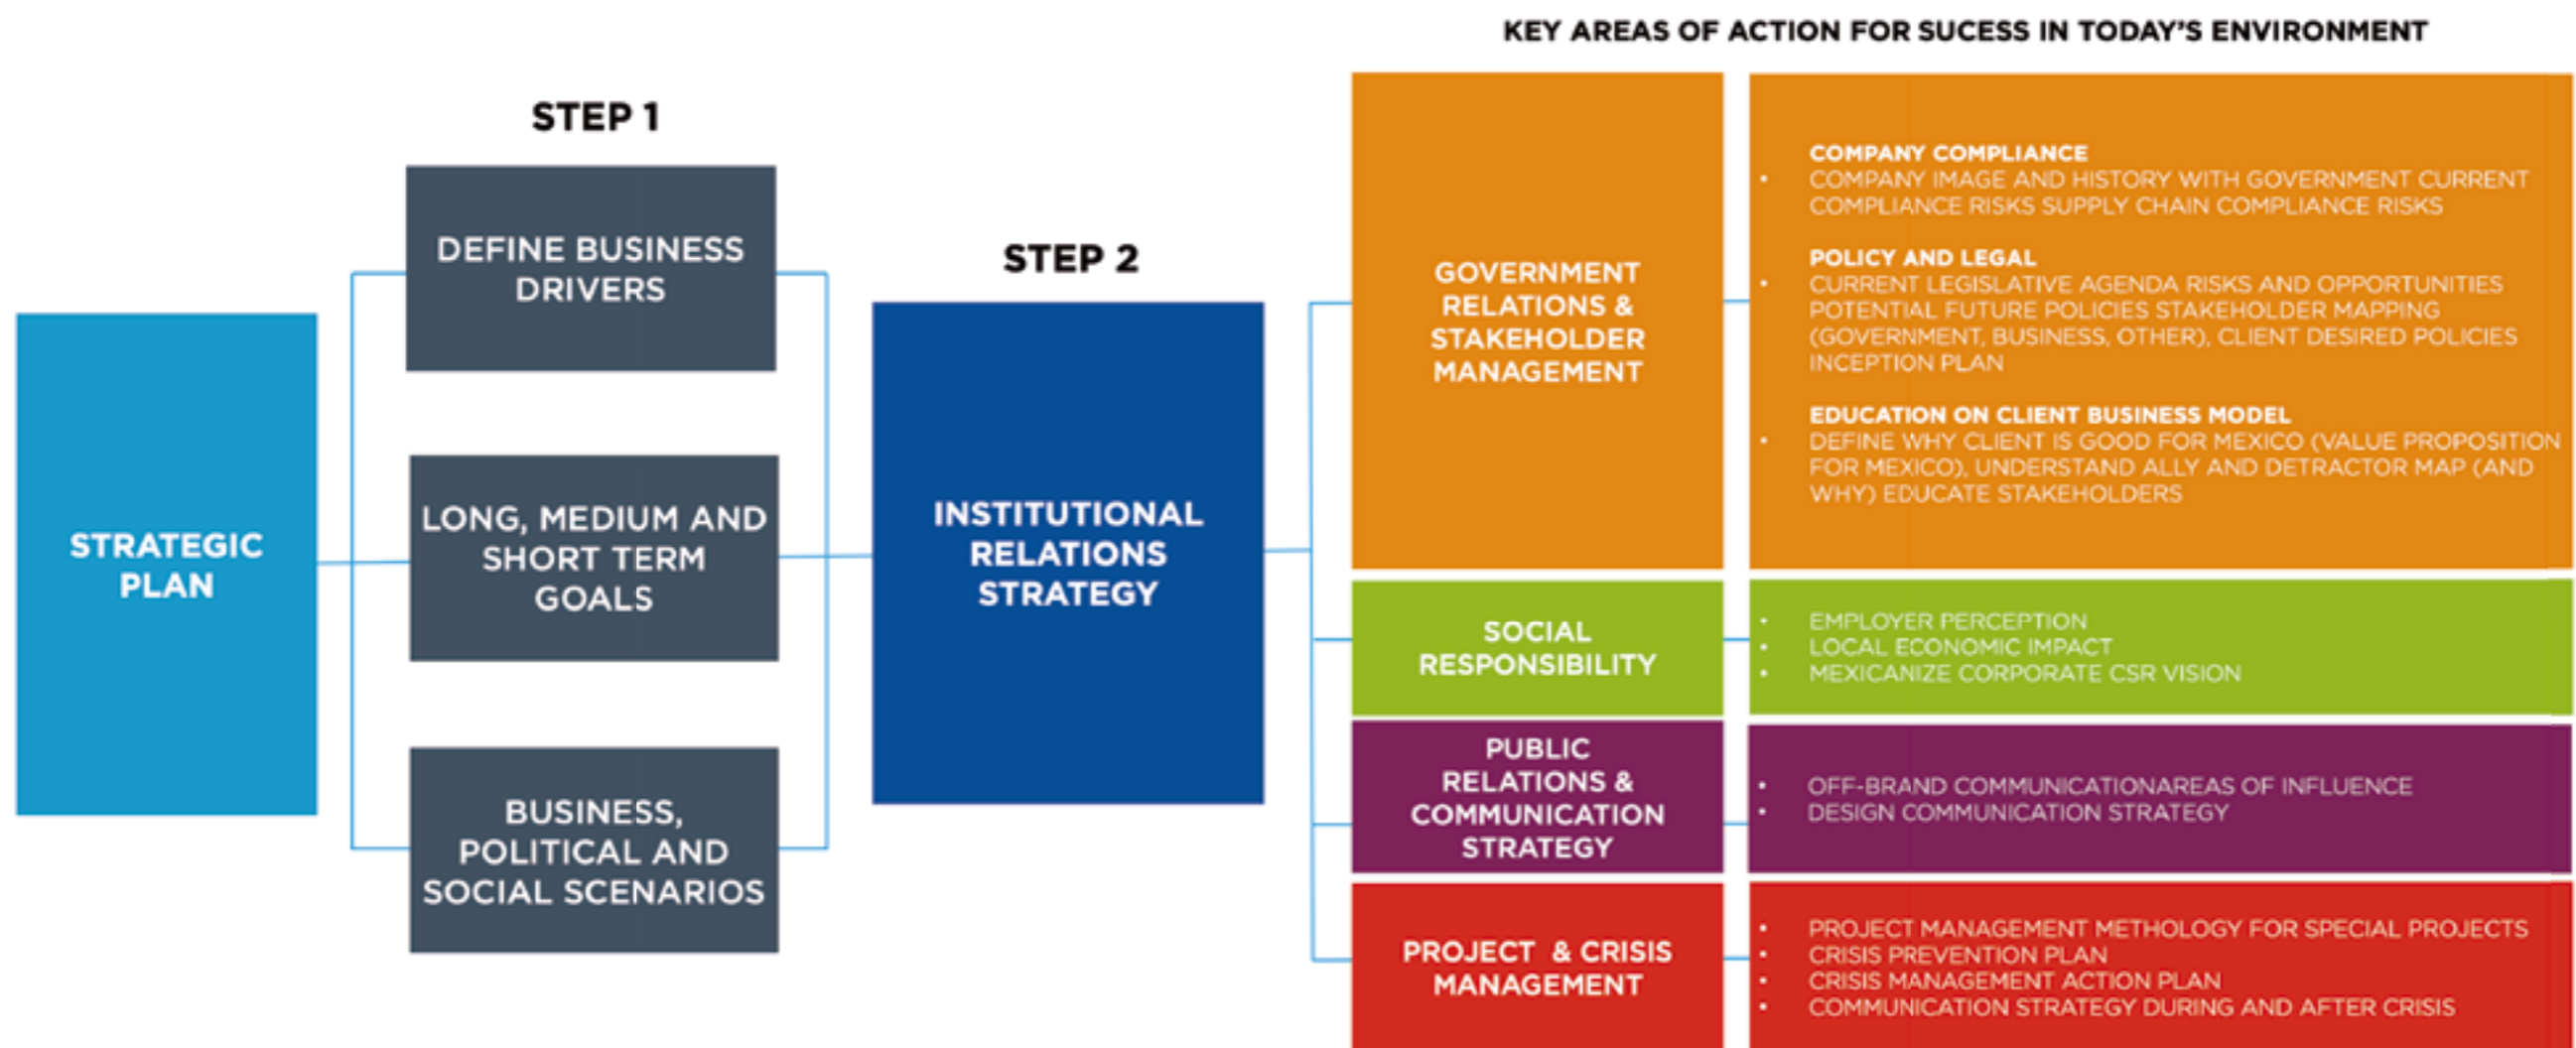 KEY AREAS OF ACTION FOR SUCESS IN TODAY'S ENVIRONMENT
STRATEGIC
PLAN
STEP 1
DEFINE BUSINESS
DRIVERS
LONG, MEDIUM AND
SHORT TERM
GOALS
BUSINESS,
POLITICAL AND
SOCIAL SCENARIOS
STEP 2
INSTITUTIONAL
RELATIONS
STRATEGY
GOVERNMENT
RELATIONS &
STAKEHOLDER
MANAGEMENT
COMPANY COMPLIANCE
• COMPANY IMAGE AND HISTORY WITH GOVERNMENT CURRENT
COMPLIANCE RISKS SUPPLY CHAIN COMPLIANCE RISKS
POLICY AND LEGAL
• CURRENT LEGISLATIVE AGENDA RISKS AND OPPORTUNITIES
POTENTIAL FUTURE POLICIES STAKEHOLDER MAPPING
(GOVERNMENT, BUSINESS, OTHER), CLIENT DESIRED POLICIES
INCEPTION PLAN
EDUCATION ON CLIENT BUSINESS MODEL
• DEFINE WHY CLIENT IS GOOD FOR MEXICO (VALUE PROPOSITION
FOR MEXICO), UNDERSTAND ALLY AND DETRACTOR MAP (AND
WHY) EDUCATE STAKEHOLDERS
SOCIAL
RESPONSIBILITY
• EMPLOYER PERCEPTION
• LOCAL ECONOMIC IMPACT
• MEXICANIZE CORPORATE CSR VISION
PUBLIC
RELATIONS &
COMMUNICATION
STRATEGY
• OFF-BRAND COMMUNICATIONAREAS OF INFLUENCE
• DESIGN COMMUNICATION STRATEGY
PROJECT & CRISIS
MANAGEMENT
• PROJECT MANAGEMENT METHOLOGY FOR SPECIAL PROJECTS
• CRISIS PREVENTION PLAN
• CRISIS MANAGEMENT ACTION PLAN
• COMMUNICATION STRATEGY DURING AND AFTER CRISIS